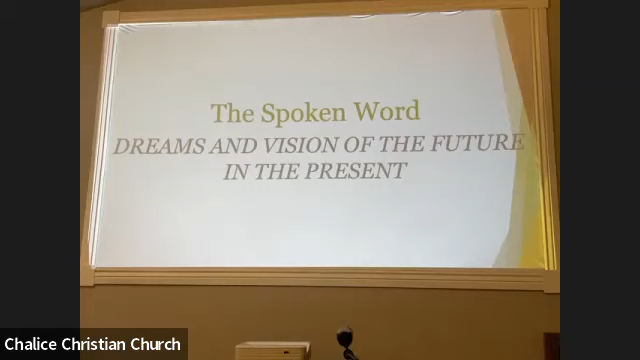 The Spoken Word
DREAMS AND VISION OF THE FUTURE
IN THE PRESENT
Chalice Christian Church